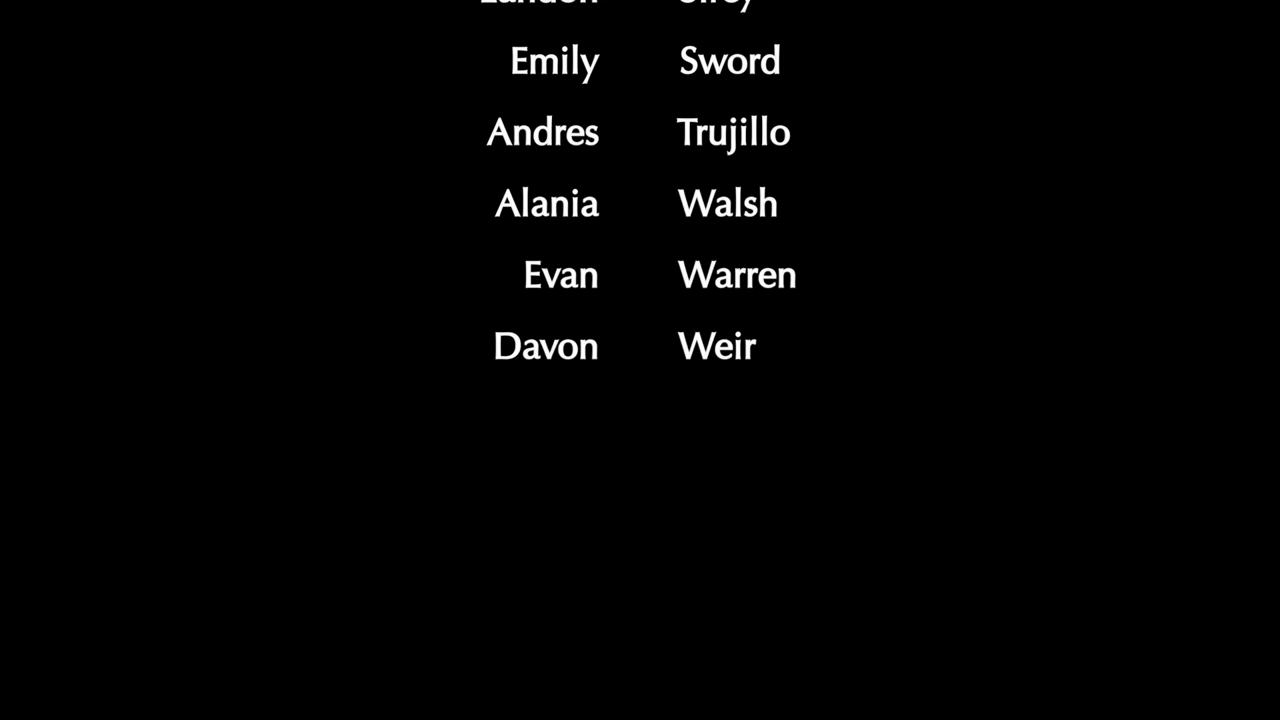 Emily Sword
Andres Trujillo
Alania Walsh
Evan Warren
Davon Weir